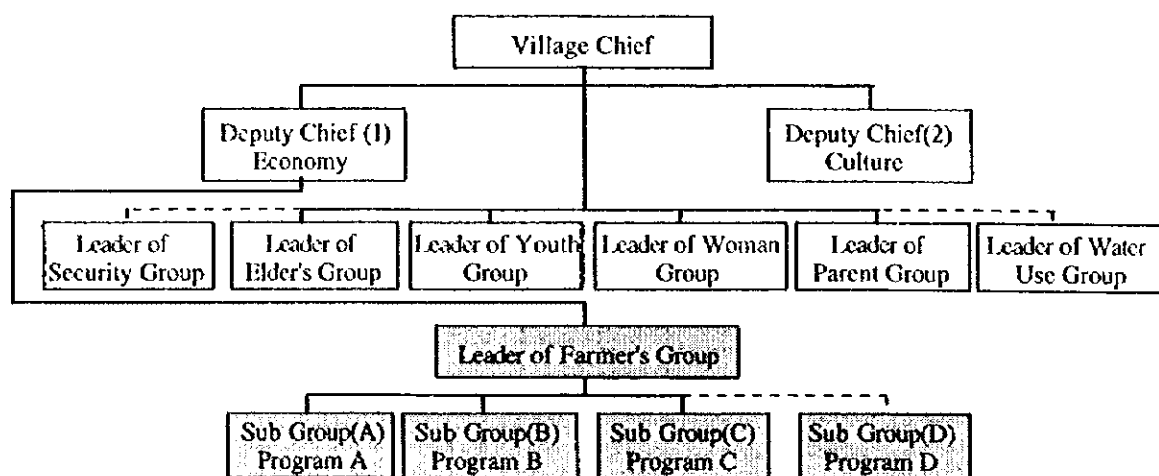 Village Chief
Deputy Chief (1)
Economy
Deputy Chief(2)
Culture
Leader of
Security Group
Leader of
Elder's Group
Leader of Youth
Group
Leader of Woman
Group
Leader of
Parent Group
Leader of Water
Use Group
Leader of Farmer's Group
Sub Group(A)
Program A
Sub Group(B)
Program B
Sub Group(C)
Program C
Sub Group(D)
Program D